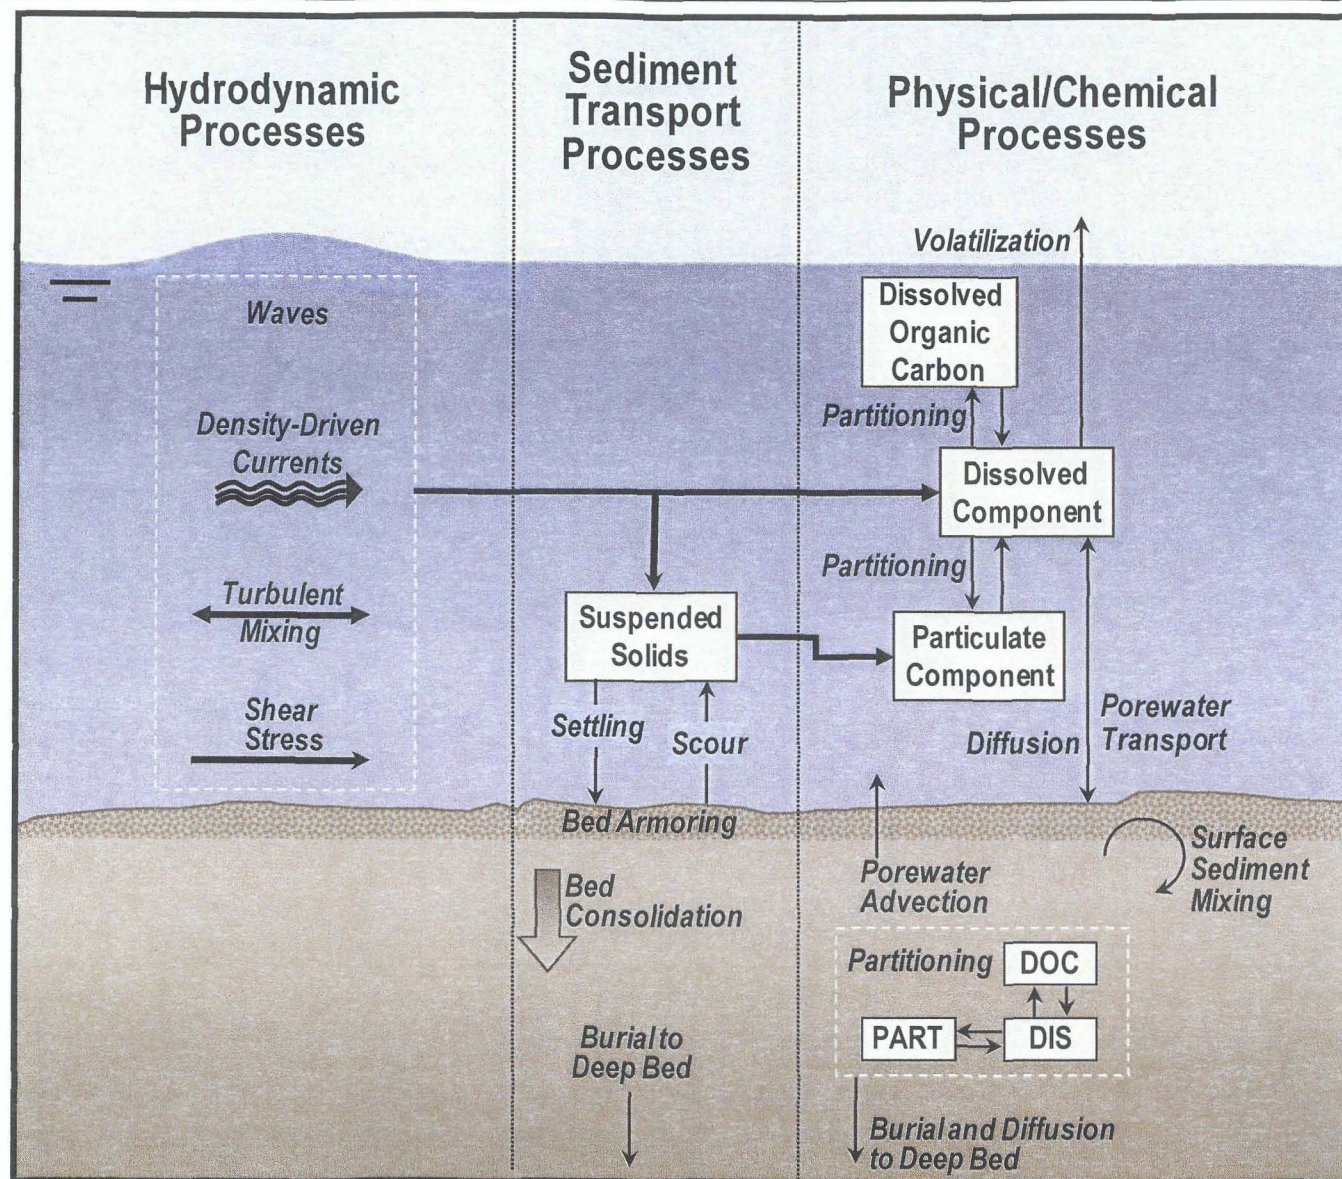 Hydrodynamic
Processes
Sediment
Transport
Processes
Physical/Chemical
Processes
Waves
Density-Driven
Currents
Turbulent
Mixing
Shear
Stress
Suspended
Solids
Settling
Scour
Bed Armoring
Bed
Consolidation
Burial to
Deep Bed
Volatilization
Dissolved
Organic
Carbon
Partitioning
Dissolved
Component
Partitioning
Particulate
Component
Diffusion
Porewater
Transport
Porewater
Advection
Surface
Sediment
Mixing
Partitioning
DOC
PART
DIS
Burial and Diffusion
to Deep Bed